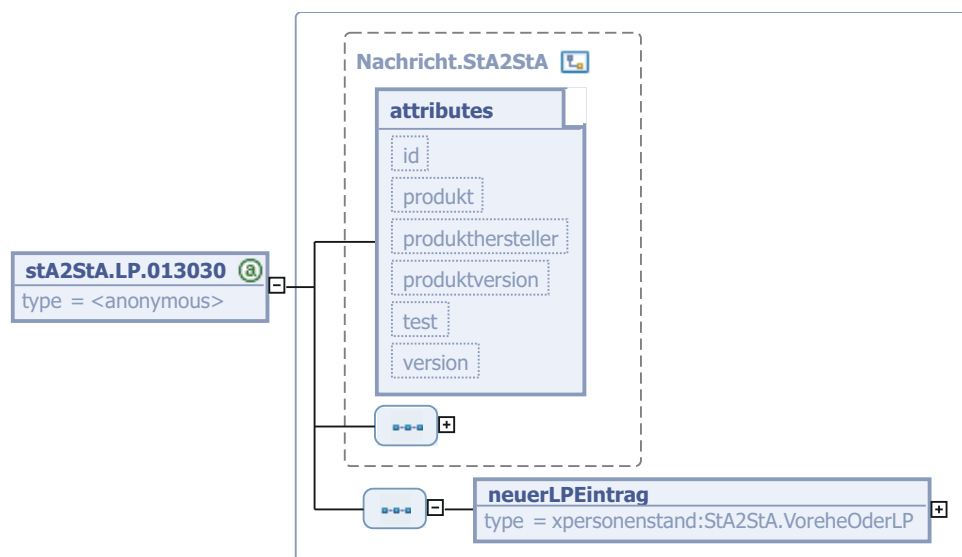 Nachricht.StA2StA
attributes
id
produkt
produkthersteller
produktversion
test
version
stA2StA.LP.013030 a
type = <anonymous>
neuerLPEintrag
type = xpersonenstand:StA2StA.VoreheOderLP